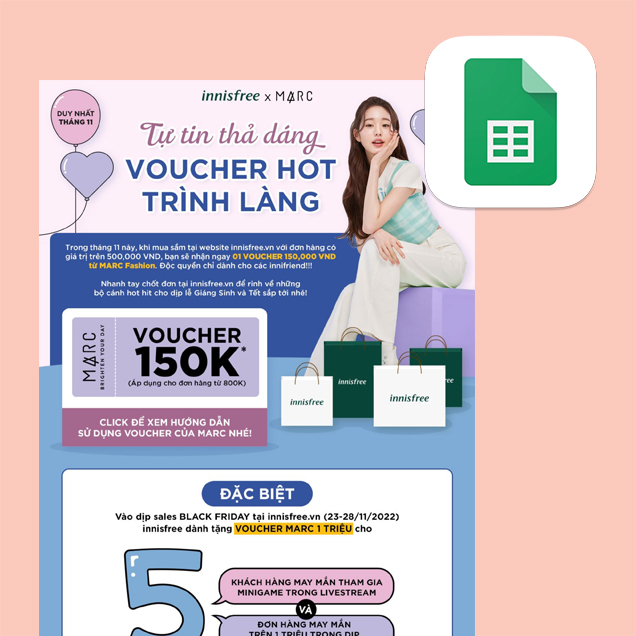 innisfree x MARC
DUY NHẤT
THÁNG 11
Tự tin thả dáng
VOUCHER HOT
TRÌNH LÀNG
Trong tháng 11 này, khi mua sắm tại website innisfree.vn với đơn hàng có
giá trị trên 500,000 VND, bạn sẽ nhận ngay 01 VOUCHER 150,000 VND
từ MARC Fashion. Độc quyền chỉ dành cho các innifriend!!!
Nhanh tay chốt đơn tại innisfree.vn để rinh về những
bộ cánh hot hit cho dịp lễ Giáng Sinh và Tết sắp tới nhé!
MARC
BRIGHTEN YOUR DAY
VOUCHER
150K*
(Áp dụng cho đơn hàng từ 800K)
CLICK ĐỂ XEM HƯỚNG DẪN
SỬ DỤNG VOUCHER CỦA MARC NHÉ!
innisfree
innisfree
innisfree
innisfree
ĐẶC BIỆT
Vào dịp sales BLACK FRIDAY tại innisfree.vn (23-28/11/2022)
innisfree dành tặng VOUCHER MARC 1 TRIỆU cho
5
KHÁCH HÀNG MAY MẮN THAM GIA
MINIGAME TRONG LIVESTREAM
VÀ
ĐƠN HÀNG MAY MẮN
TRÊN 1 TRIỆU TRONG DỊP